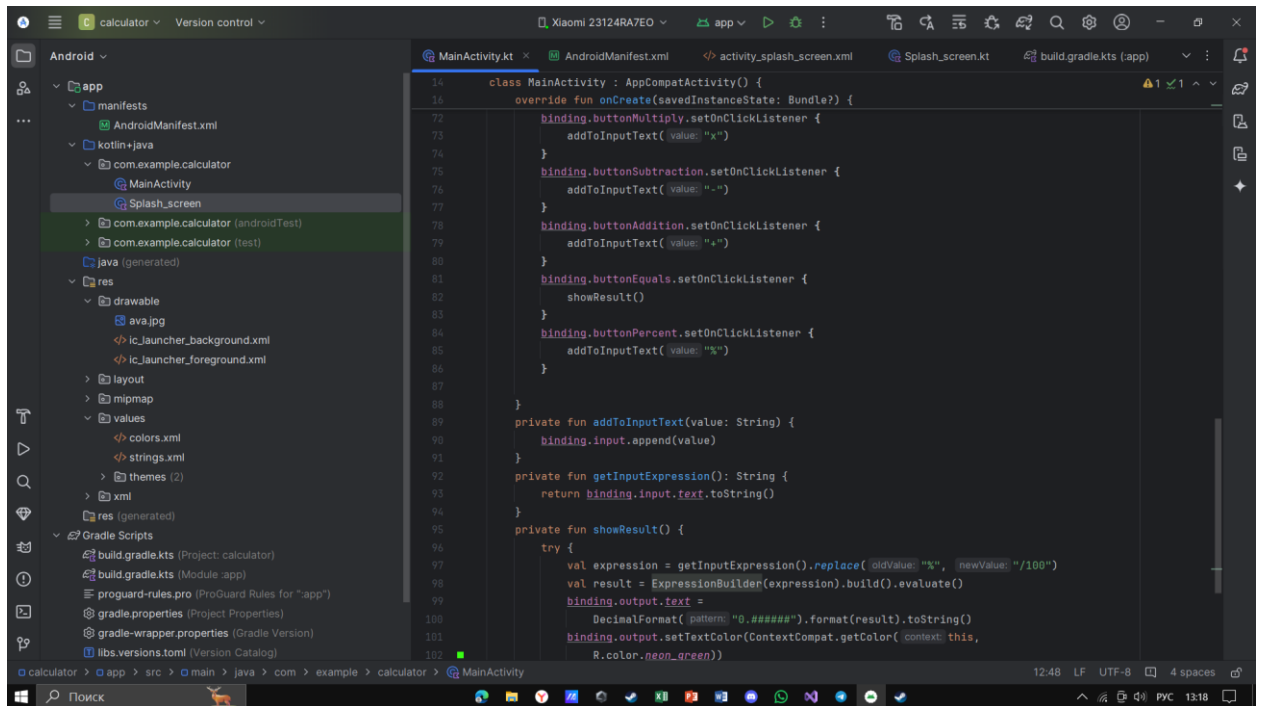 C calculator Version control Xiaomi 23124RA7EO app
Android
MainActivity.kt AndroidManifest.xml activity_splash_screen.xml Splash_screen.kt build.gradle.kts (:app)
app
manifests
AndroidManifest.xml
kotlin+java
com.example.calculator
MainActivity
Splash_screen
com.example.calculator (androidTest)
com.example.calculator (test)
java (generated)
res
drawable
ava.jpg
ic_launcher_background.xml
ic_launcher_foreground.xml
layout
mipmap
values
colors.xml
strings.xml
themes (2)
xml
res (generated)
Gradle Scripts
build.gradle.kts (Project: calculator)
build.gradle.kts (Module :app)
proguard-rules.pro (ProGuard Rules for ":app")
gradle.properties (Project Properties)
gradle-wrapper.properties (Gradle Version)
libs.versions.toml (Version Catalog)
14 class MainActivity : AppCompatActivity() { 1 1
16 override fun onCreate(savedInstanceState: Bundle?) {
72 binding.buttonMultiply.setOnClickListener {
73 addToInputText( value: "x")
74 }
75 binding.buttonSubtraction.setOnClickListener {
76 addToInputText( value: "-")
77 }
78 binding.buttonAddition.setOnClickListener {
79 addToInputText( value: "+")
80 }
81 binding.buttonEquals.setOnClickListener {
82 showResult()
83 }
84 binding.buttonPercent.setOnClickListener {
85 addToInputText( value: "%")
86 }
87
88 }
89 private fun addToInputText(value: String) {
90 binding.input.append(value)
91 }
92 private fun getInputExpression(): String {
93 return binding.input.text.toString()
94 }
95 private fun showResult() {
96 try {
97 val expression = getInputExpression().replace( oldValue: "%", newValue: "/100")
98 val result = ExpressionBuilder(expression).build().evaluate()
99 binding.output.text =
100 DecimalFormat( pattern: "0.######").format(result).toString()
101 binding.output.setTextColor(ContextCompat.getColor( context: this,
102 R.color.neon_green))
calculator > app > src > main > java > com > example > calculator > MainActivity 12:48 LF UTF-8 4 spaces
Поиск РУС 13:18